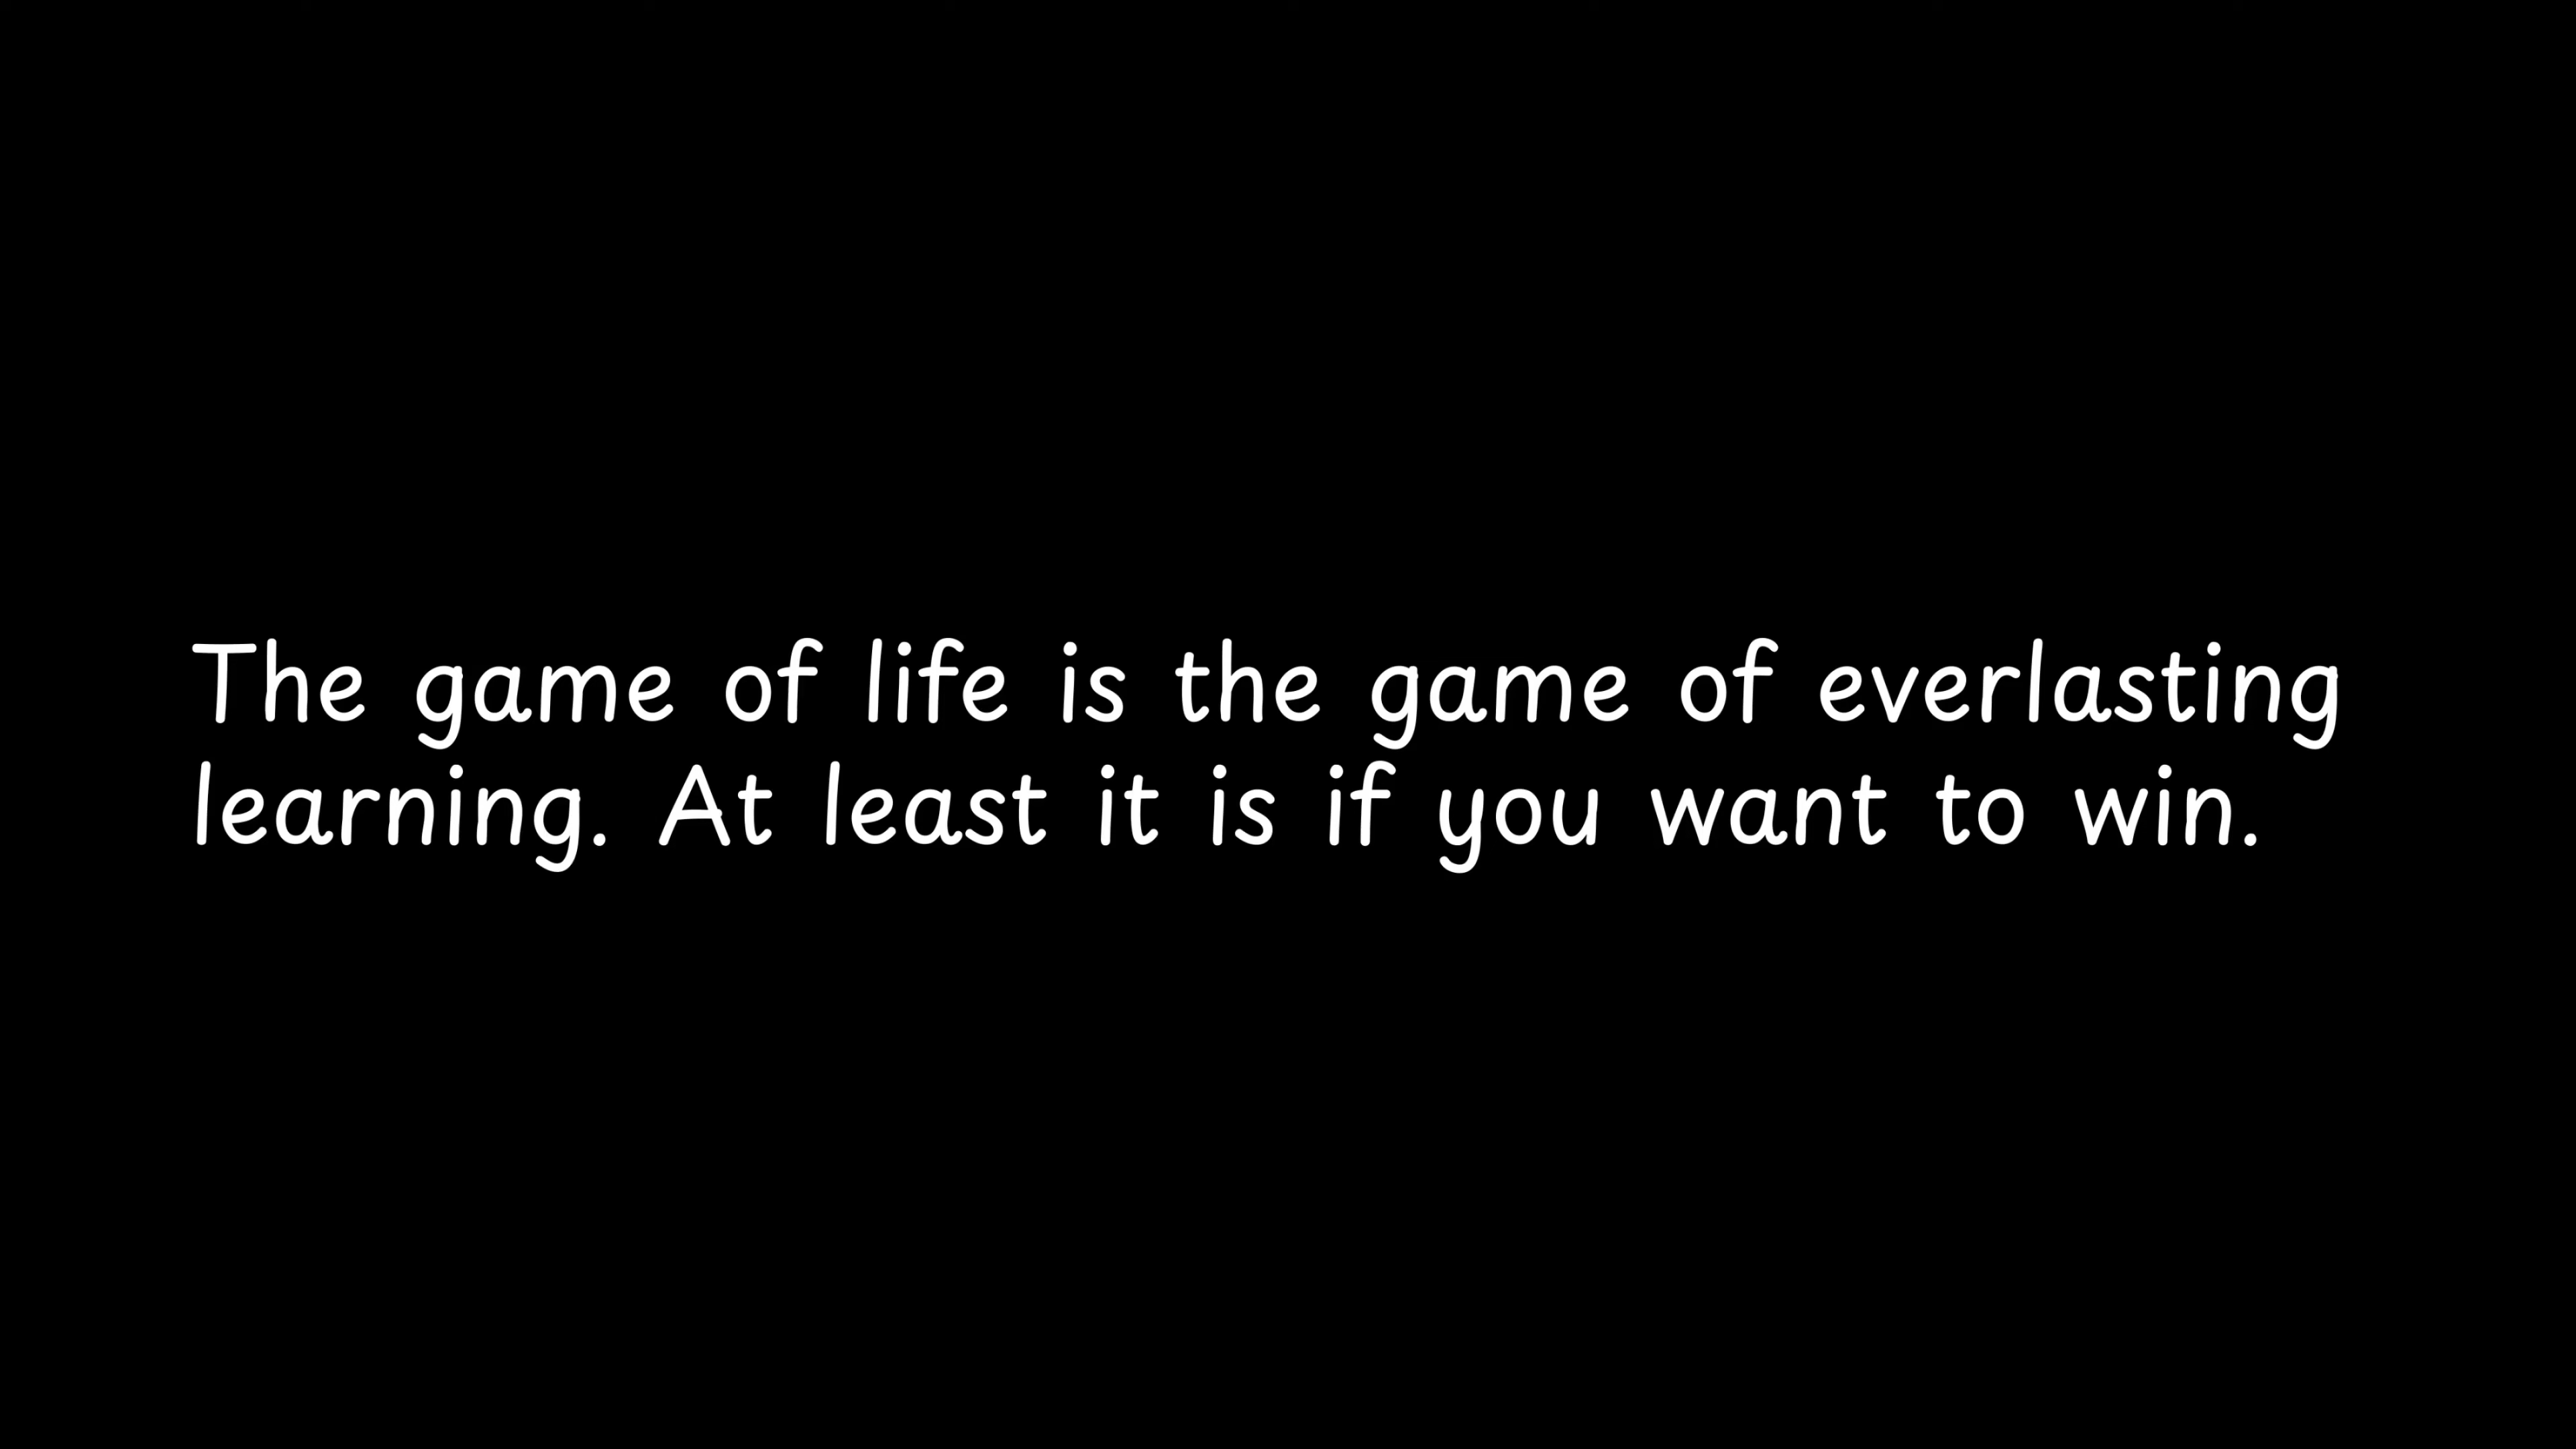 The game of life is the game of everlasting
learning. At least it is if you want to win.